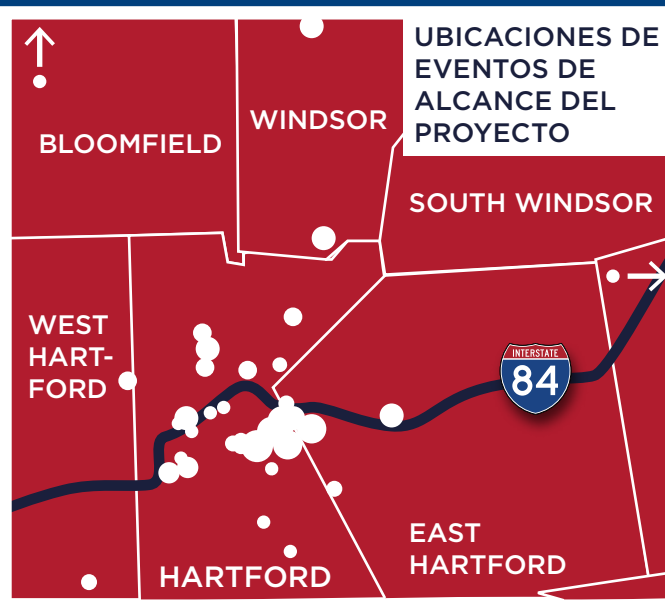 UBICACIONES DE
EVENTOS DE
ALCANCE DEL
PROYECTO
BLOOMFIELD
WINDSOR
SOUTH WINDSOR
WEST
HART-
FORD
INTERSTATE
84
EAST
HARTFORD
HARTFORD